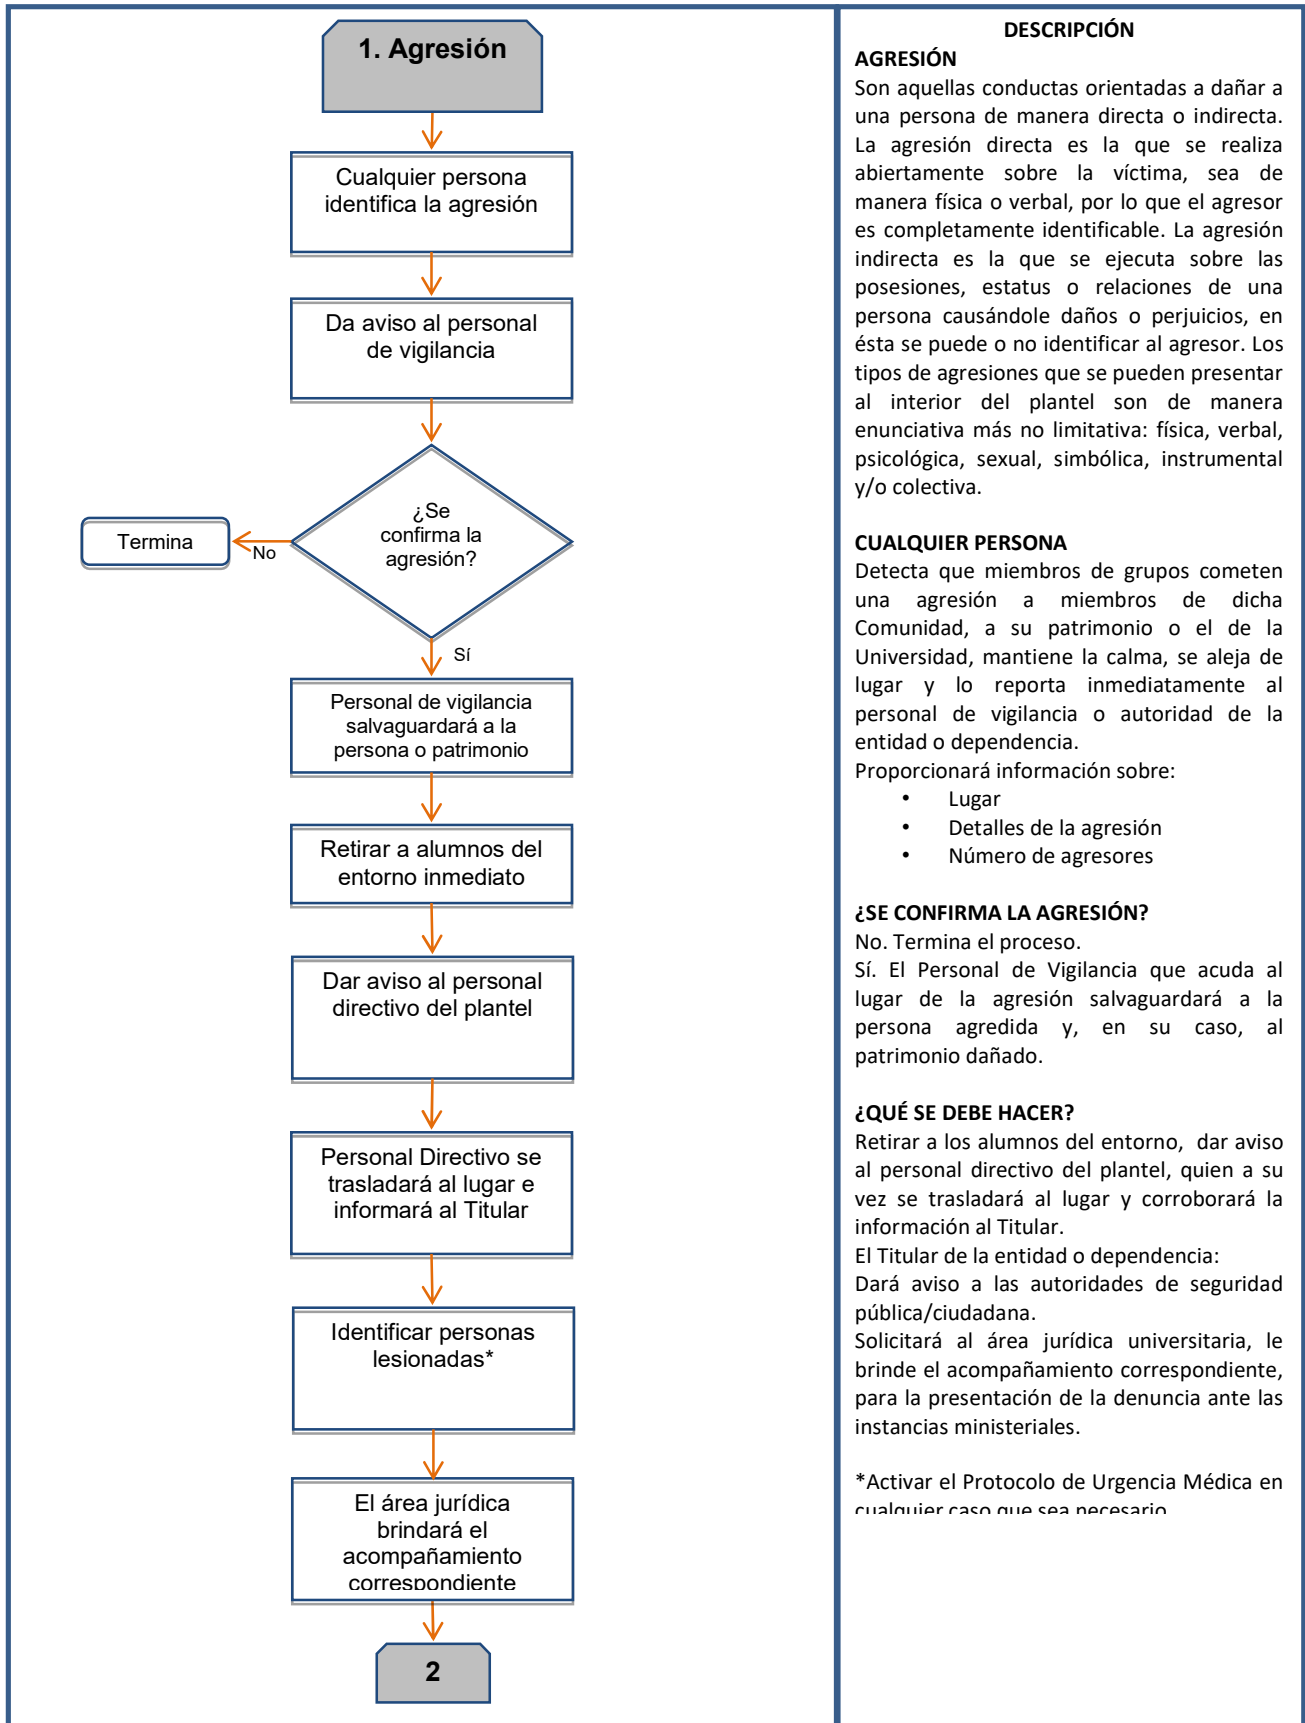 1. Agresión
Cualquier persona
identifica la agresión
Da aviso al personal
de vigilancia
¿Se
confirma la
agresión?
No
Termina
Sí
Personal de vigilancia
salvaguardará a la
persona o patrimonio
Retirar a alumnos del
entorno inmediato
Dar aviso al personal
directivo del plantel
Personal Directivo se
trasladará al lugar e
informará al Titular
Identificar personas
lesionadas*
El área jurídica
brindará el
acompañamiento
correspondiente
2
DESCRIPCIÓN
AGRESIÓN
Son aquellas conductas orientadas a dañar a
una persona de manera directa o indirecta.
La agresión directa es la que se realiza
abiertamente sobre la víctima, sea de
manera física o verbal, por lo que el agresor
es completamente identificable. La agresión
indirecta es la que se ejecuta sobre las
posesiones, estatus o relaciones de una
persona causándole daños o perjuicios, en
ésta se puede o no identificar al agresor. Los
tipos de agresiones que se pueden presentar
al interior del plantel son de manera
enunciativa más no limitativa: física, verbal,
psicológica, sexual, simbólica, instrumental
y/o colectiva.
CUALQUIER PERSONA
Detecta que miembros de grupos cometen
una agresión a miembros de dicha
Comunidad, a su patrimonio o el de la
Universidad, mantiene la calma, se aleja de
lugar y lo reporta inmediatamente al
personal de vigilancia o autoridad de la
entidad o dependencia.
Proporcionará información sobre:
• Lugar
• Detalles de la agresión
• Número de agresores
¿SE CONFIRMA LA AGRESIÓN?
No. Termina el proceso.
Sí. El Personal de Vigilancia que acuda al
lugar de la agresión salvaguardará a la
persona agredida y, en su caso, al
patrimonio dañado.
¿QUÉ SE DEBE HACER?
Retirar a los alumnos del entorno, dar aviso
al personal directivo del plantel, quien a su
vez se trasladará al lugar y corroborará la
información al Titular.
El Titular de la entidad o dependencia:
Dará aviso a las autoridades de seguridad
pública/ciudadana.
Solicitará al área jurídica universitaria, le
brinde el acompañamiento correspondiente,
para la presentación de la denuncia ante las
instancias ministeriales.
*Activar el Protocolo de Urgencia Médica en
cualquier caso que sea necesario